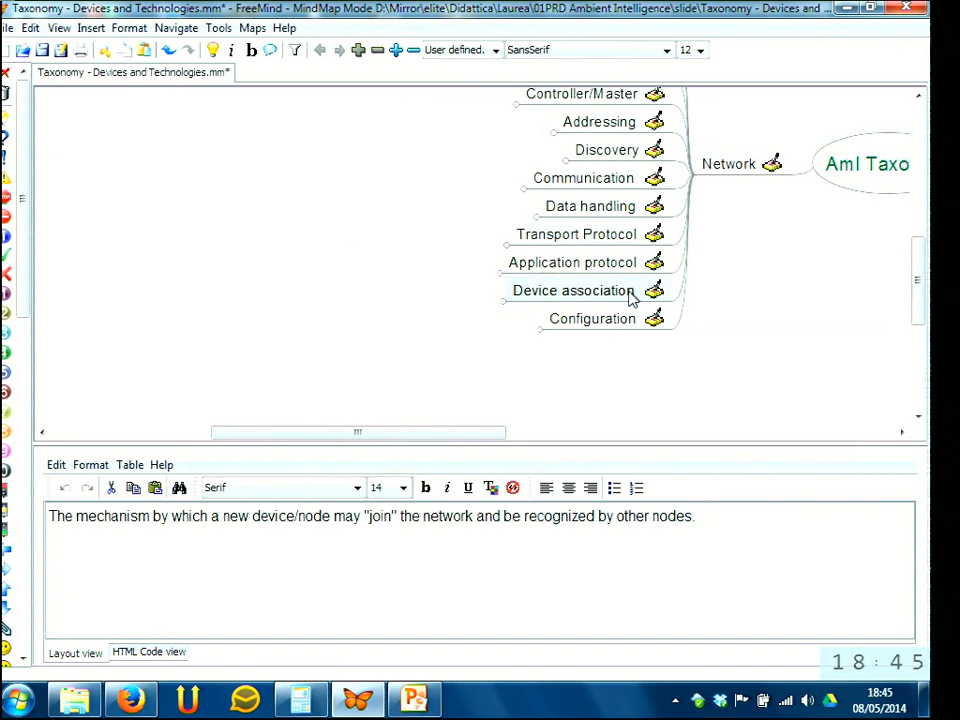 Taxonomy - Devices and Technologies.mm* - FreeMind - MindMap Mode D:\Mirror\elite\Didattica\Laurea\01PRD Ambient Intelligence\slide\Taxonomy - Devices and ...
ile Edit View Insert Format Navigate Tools Maps Help
User defined. SansSerif 12
Taxonomy - Devices and Technologies.mm*
Controller/Master
Addressing
Discovery
Network
AmI Taxo
Communication
Data handling
Transport Protocol
Application protocol
Device association
Configuration
Edit Format Table Help
Serif 14
The mechanism by which a new device/node may "join" the network and be recognized by other nodes.
Layout view HTML Code view
18:45
18:45
08/05/2014